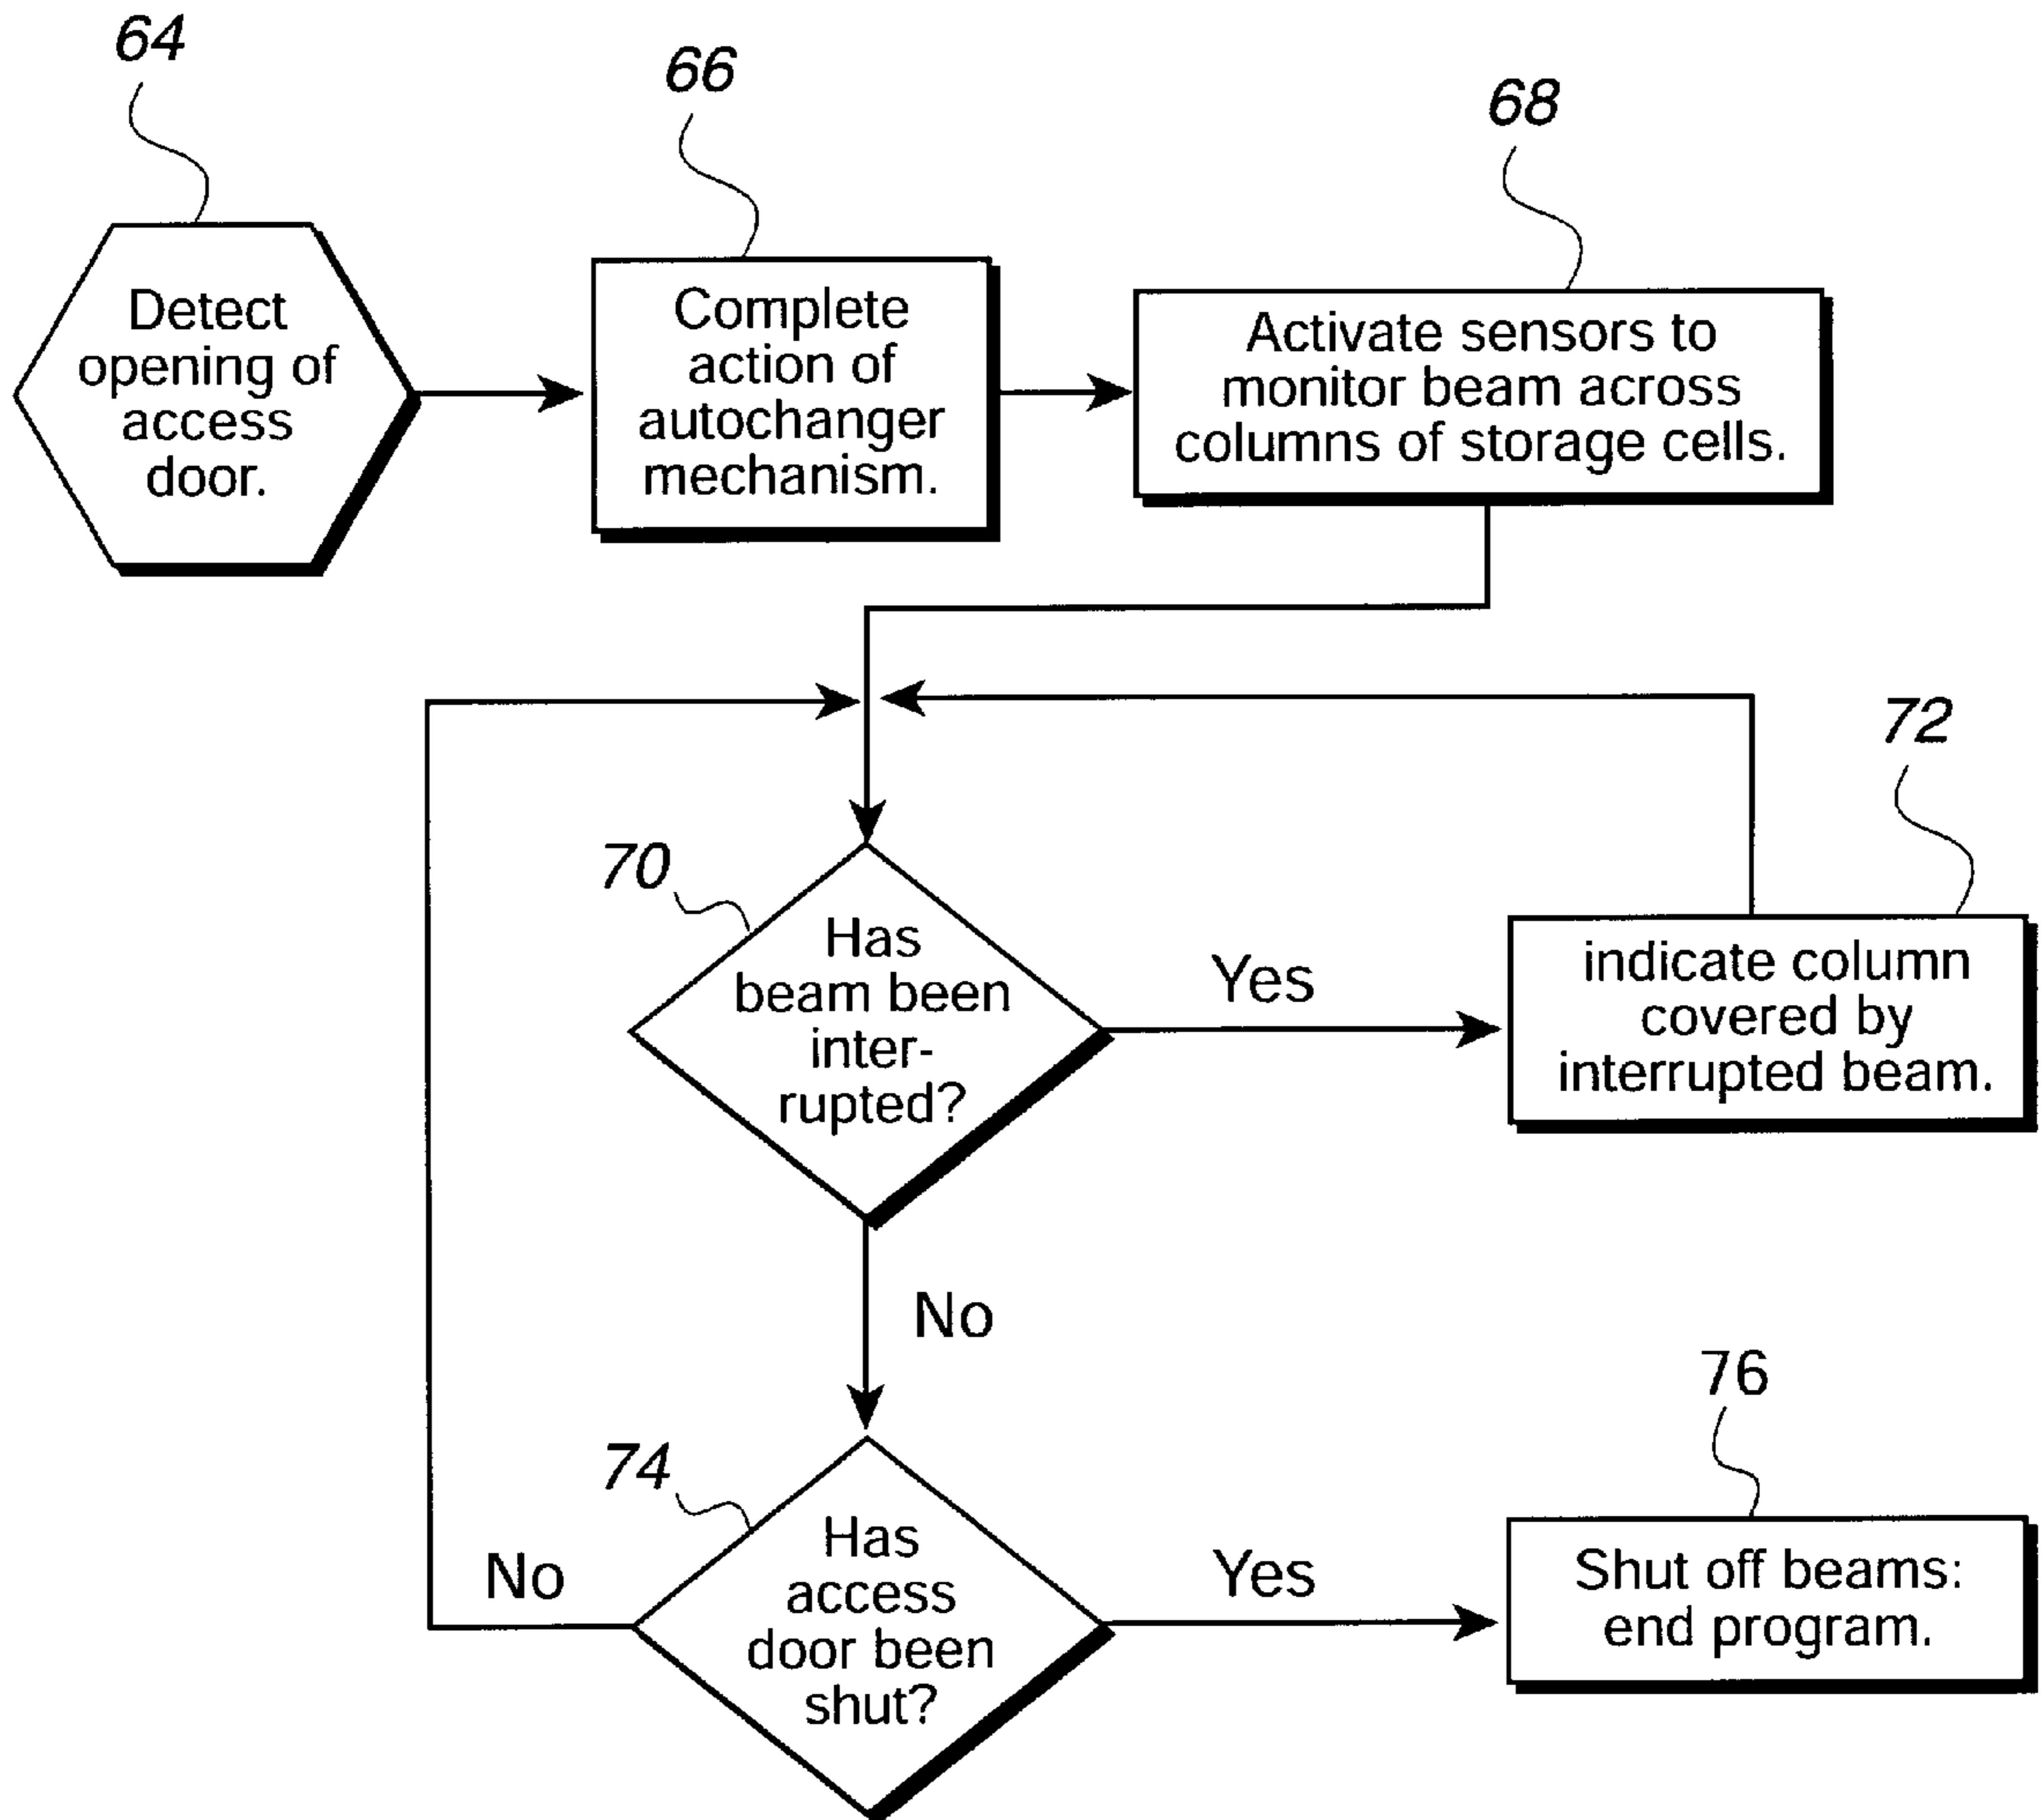 64
Detect
opening of
access
door.
66
Complete
action of
autochanger
mechanism.
68
Activate sensors to
monitor beam across
columns of storage cells.
70
Has
beam been
inter-
rupted?
Yes
72
indicate column
covered by
interrupted beam.
No
74
Has
access
door been
shut?
No
Yes
76
Shut off beams:
end program.